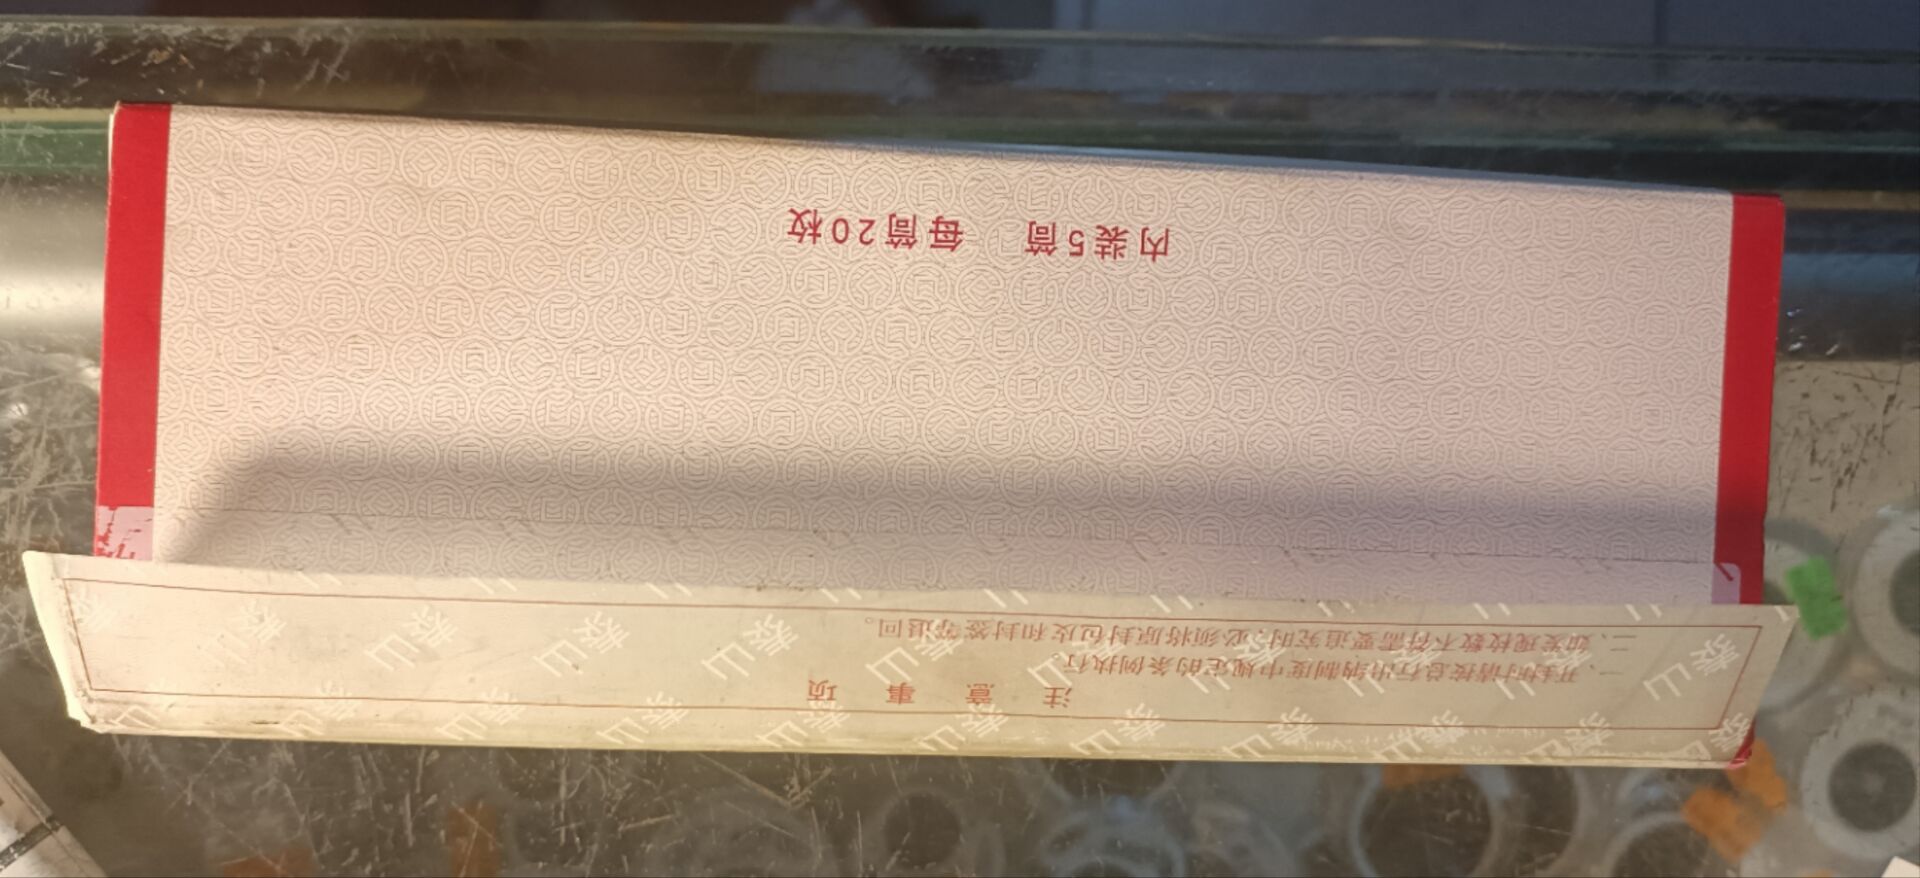 注意事项
一、开封时请按总行出纳制度中规定的条例执行。
二、如发现枚数不符需要追究时,必须将原封包皮和封签等退回。
内装5筒 每筒20枚
泰山